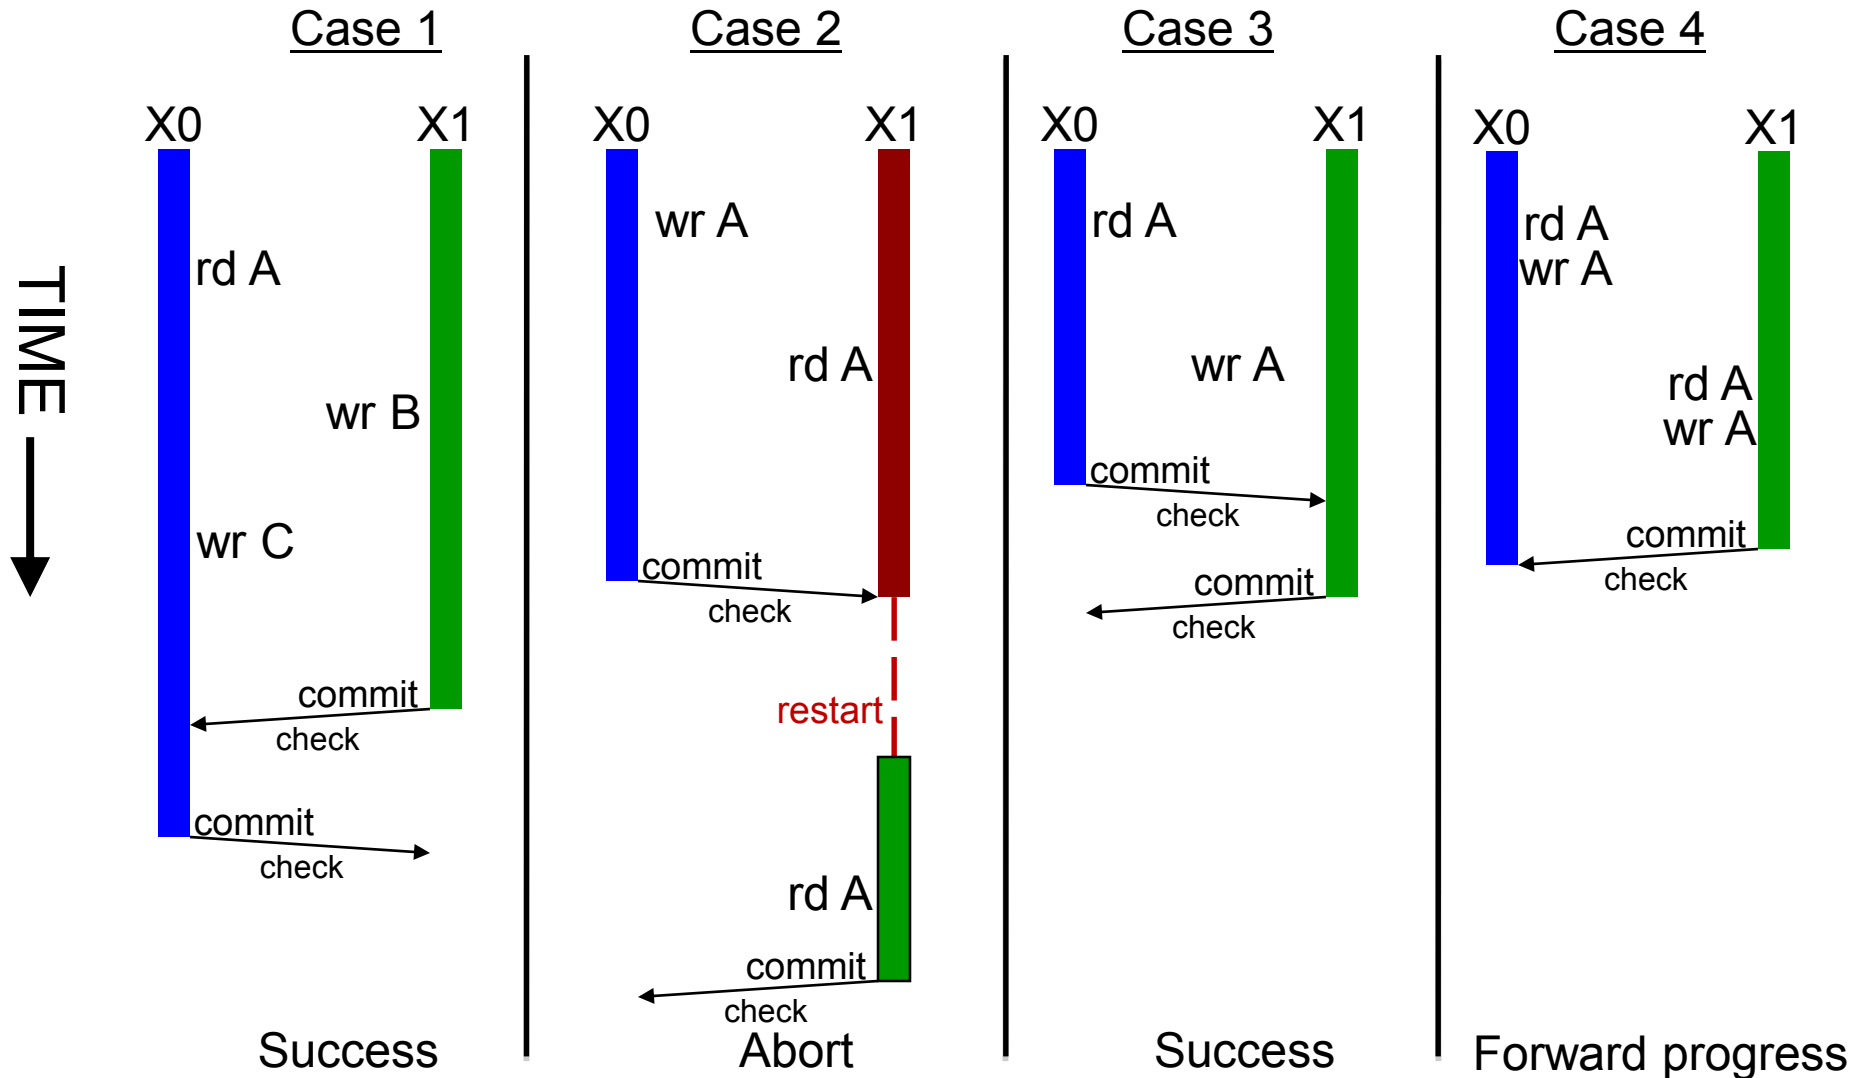 Case 1
Case 2
Case 3
Case 4
TIME
X0
X1
rd A
wr B
wr C
commit
check
commit
check
Success
X0
X1
wr A
rd A
commit
check
restart
rd A
commit
check
Abort
X0
X1
rd A
wr A
commit
check
commit
check
Success
X0
X1
rd A
wr A
rd A
wr A
commit
check
Forward progress